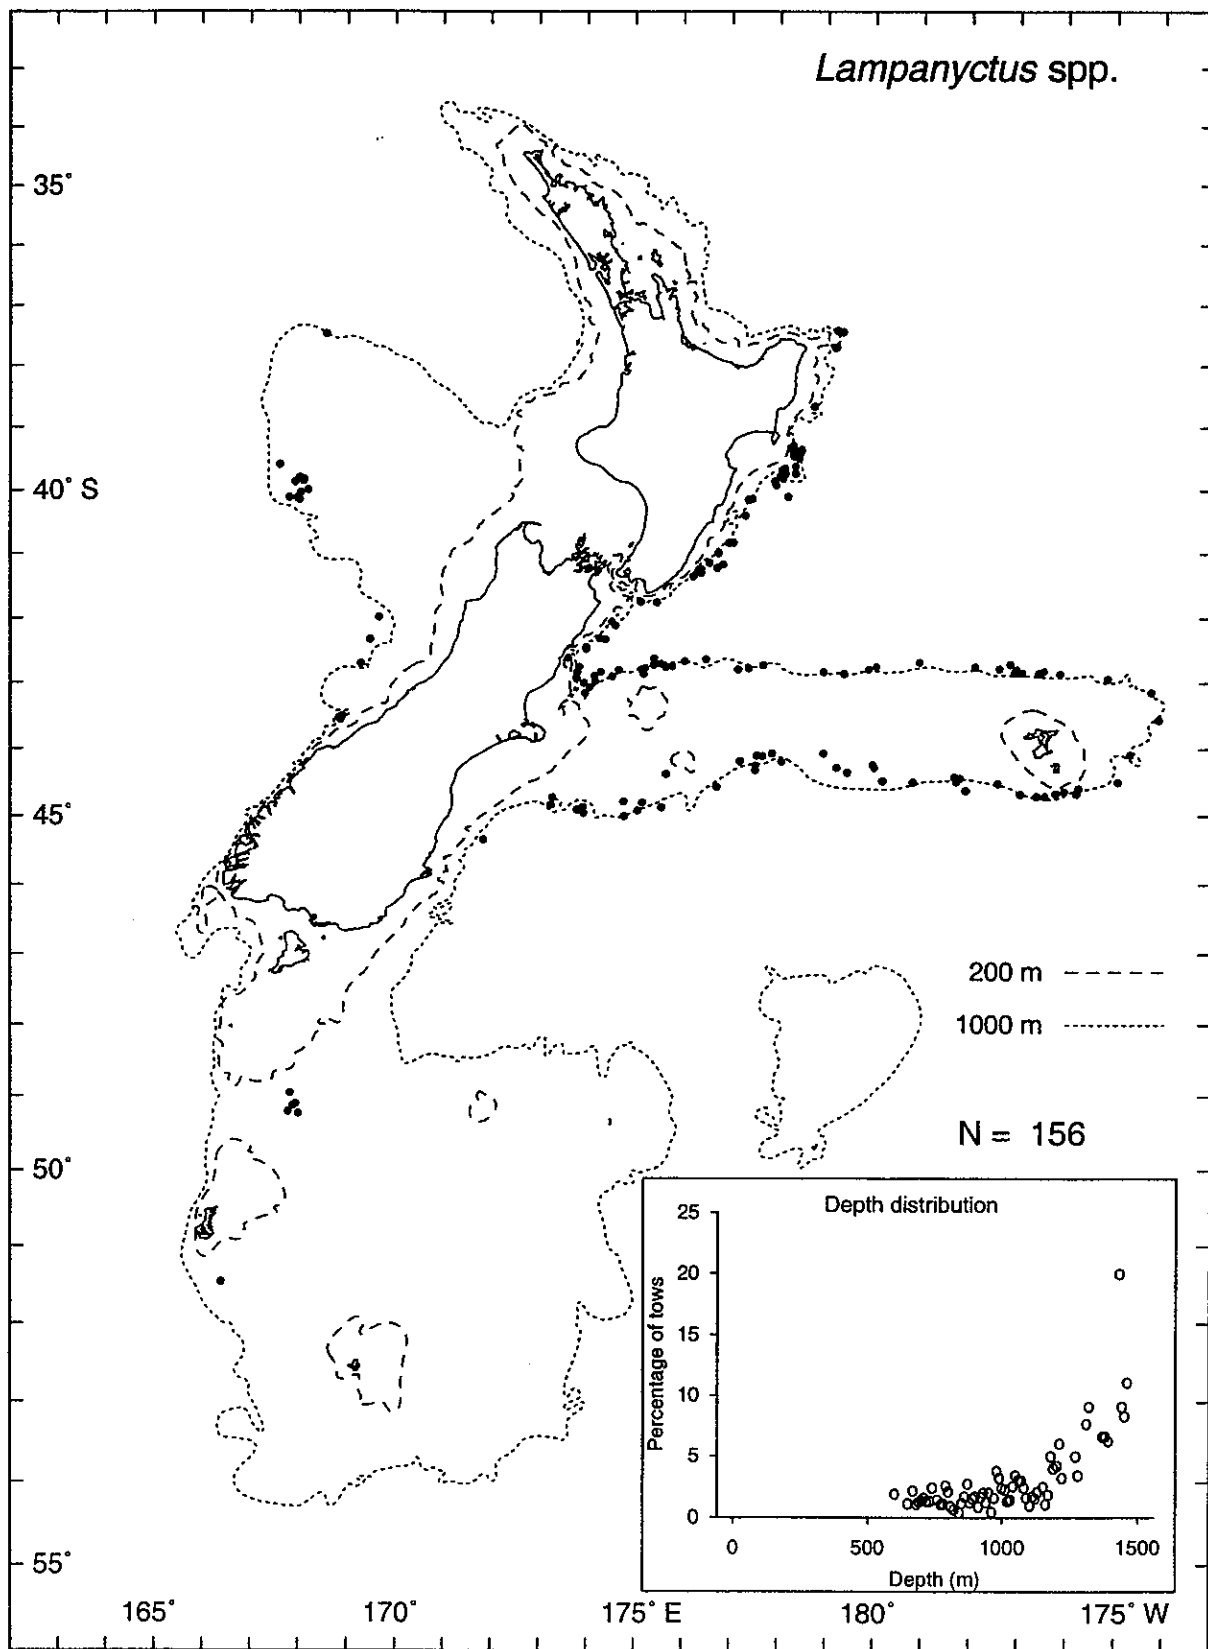 Lampanyctus spp.
35°
40° S
45°
50°
55°
200 m
1000 m
N = 156
Depth distribution
25
20
15
10
5
0
Percentage of tows
0 500 1000 1500
Depth (m)
165° 170° 175° E 180° 175° W